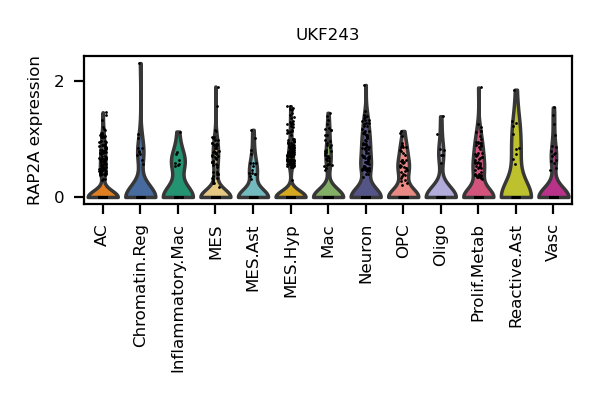 UKF243
RAP2A expression
2
0
AC
Chromatin.Reg
Inflammatory.Mac
MES
MES.Ast
MES.Hyp
Mac
Neuron
OPC
Oligo
Prolif.Metab
Reactive.Ast
Vasc